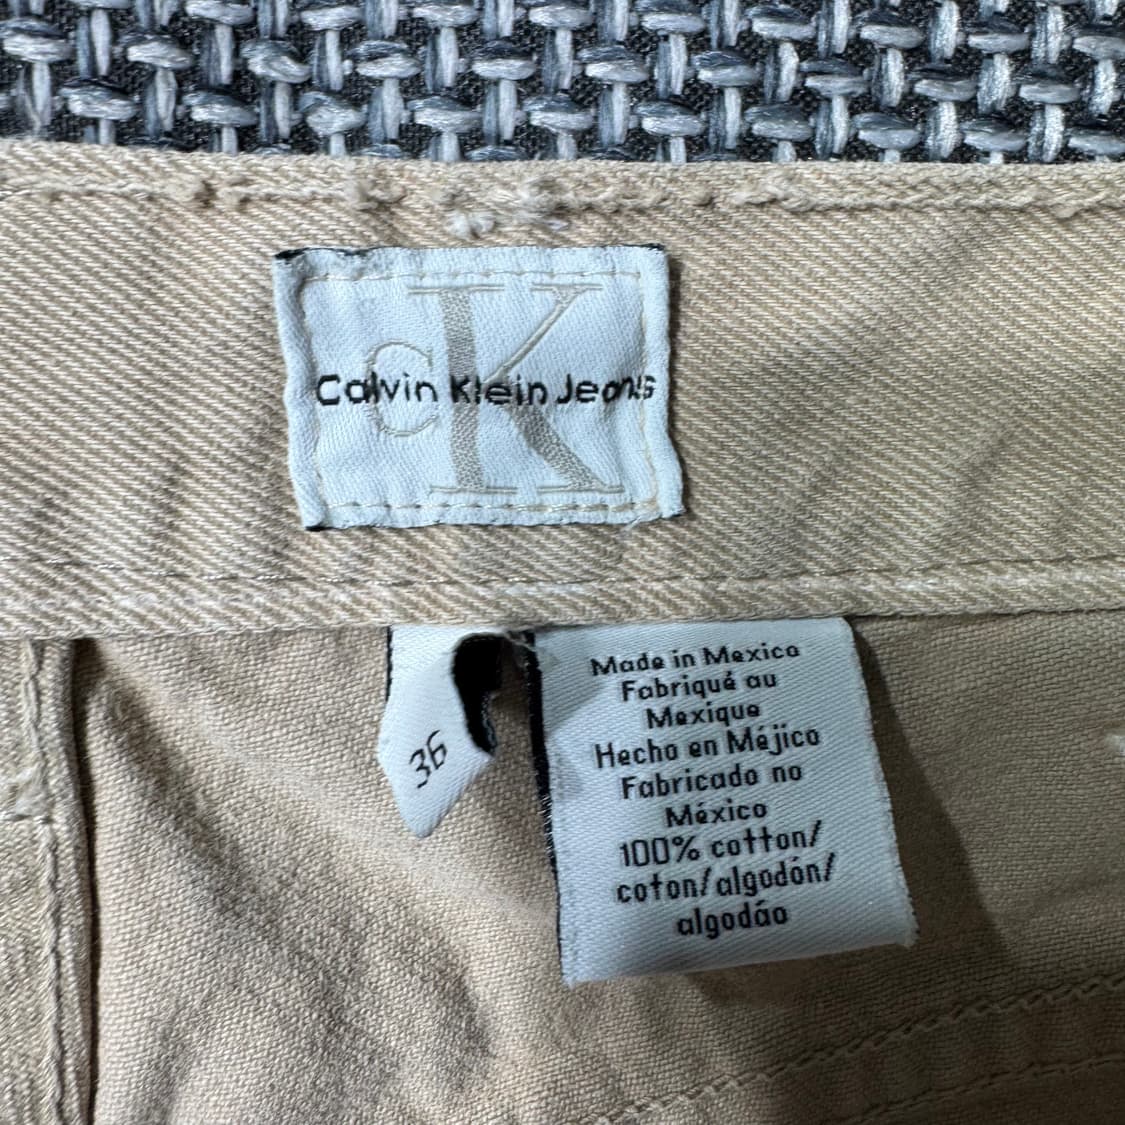 cK
Calvin Klein Jeans
36
Made in Mexico
Fabriqué au
Mexique
Hecho en Méjico
Fabricado no
México
100% cotton/
coton/algodón/
algodáo